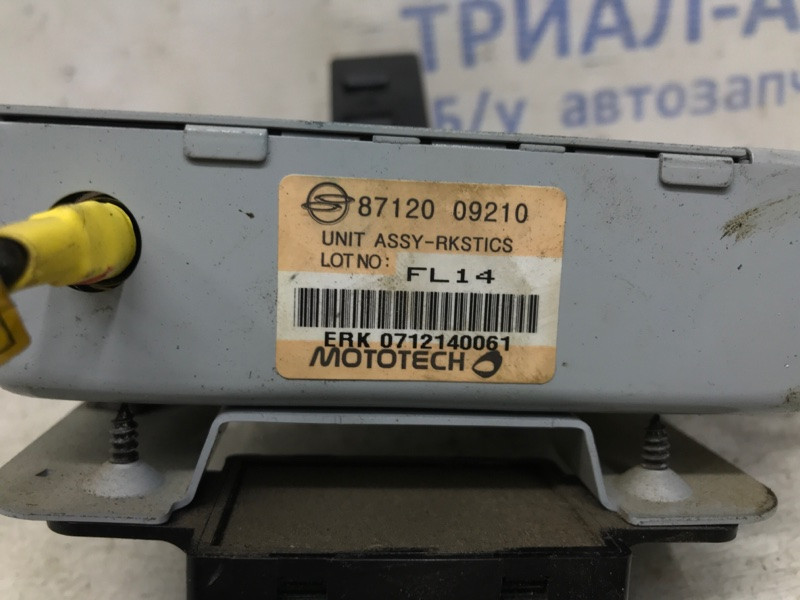 ТРИАЛ-А
Б/у автозапч
87120 09210
UNIT ASSY-RKSTICS
LOT NO: FL14
ERK 0712140061
MOTOTECH